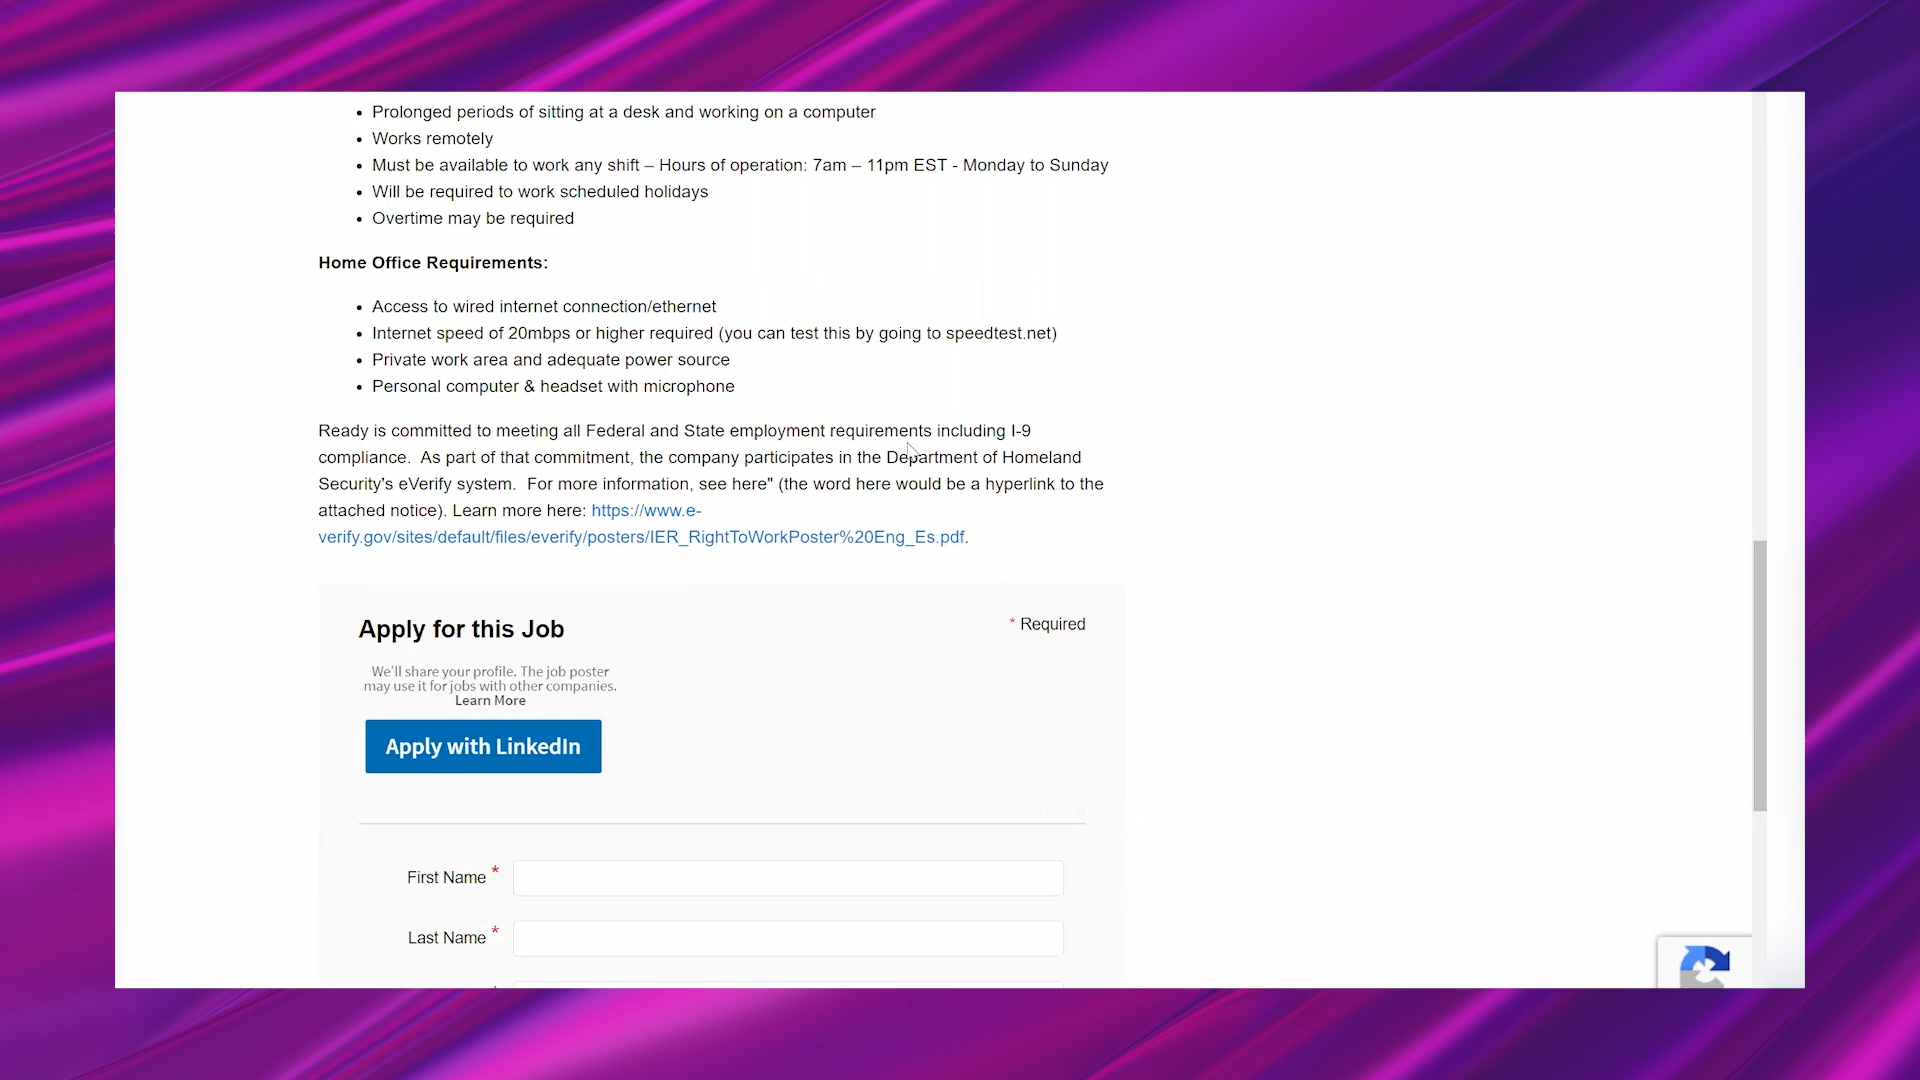 Prolonged periods of sitting at a desk and working on a computer
Works remotely
Must be available to work any shift – Hours of operation: 7am – 11pm EST - Monday to Sunday
Will be required to work scheduled holidays
Overtime may be required
Home Office Requirements:
Access to wired internet connection/ethernet
Internet speed of 20mbps or higher required (you can test this by going to speedtest.net)
Private work area and adequate power source
Personal computer & headset with microphone
Ready is committed to meeting all Federal and State employment requirements including I-9
compliance.  As part of that commitment, the company participates in the Department of Homeland
Security's eVerify system.  For more information, see here" (the word here would be a hyperlink to the
attached notice). Learn more here: https://www.e-
verify.gov/sites/default/files/everify/posters/IER_RightToWorkPoster%20Eng_Es.pdf.
Apply for this Job
* Required
We'll share your profile. The job poster
may use it for jobs with other companies.
Learn More
Apply with LinkedIn
First Name *
Last Name *